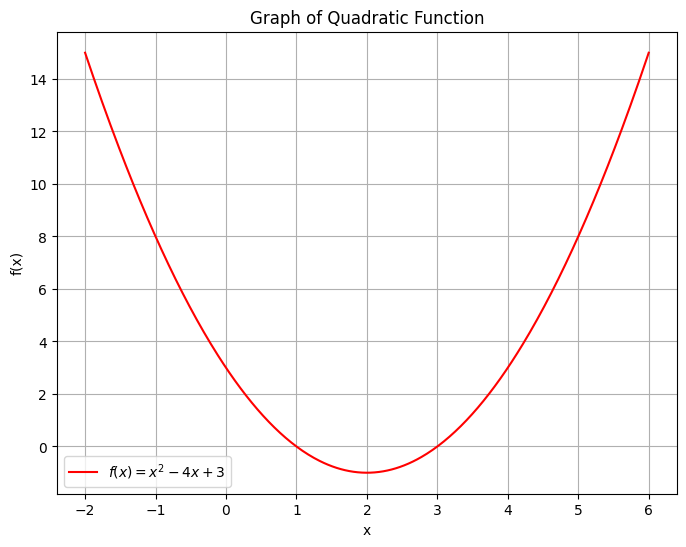 Graph of Quadratic Function
f(x)
14
12
10
8
6
4
2
0
f(x) = x² − 4x + 3
−2 −1 0 1 2 3 4 5 6
x